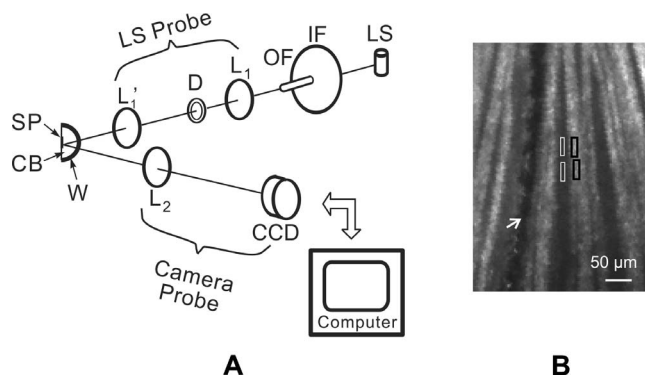 LS Probe
IF
LS
OF
L₁
D
L₁'
SP
CB
W
L₂
CCD
Camera
Probe
Computer
50 µm
A
B